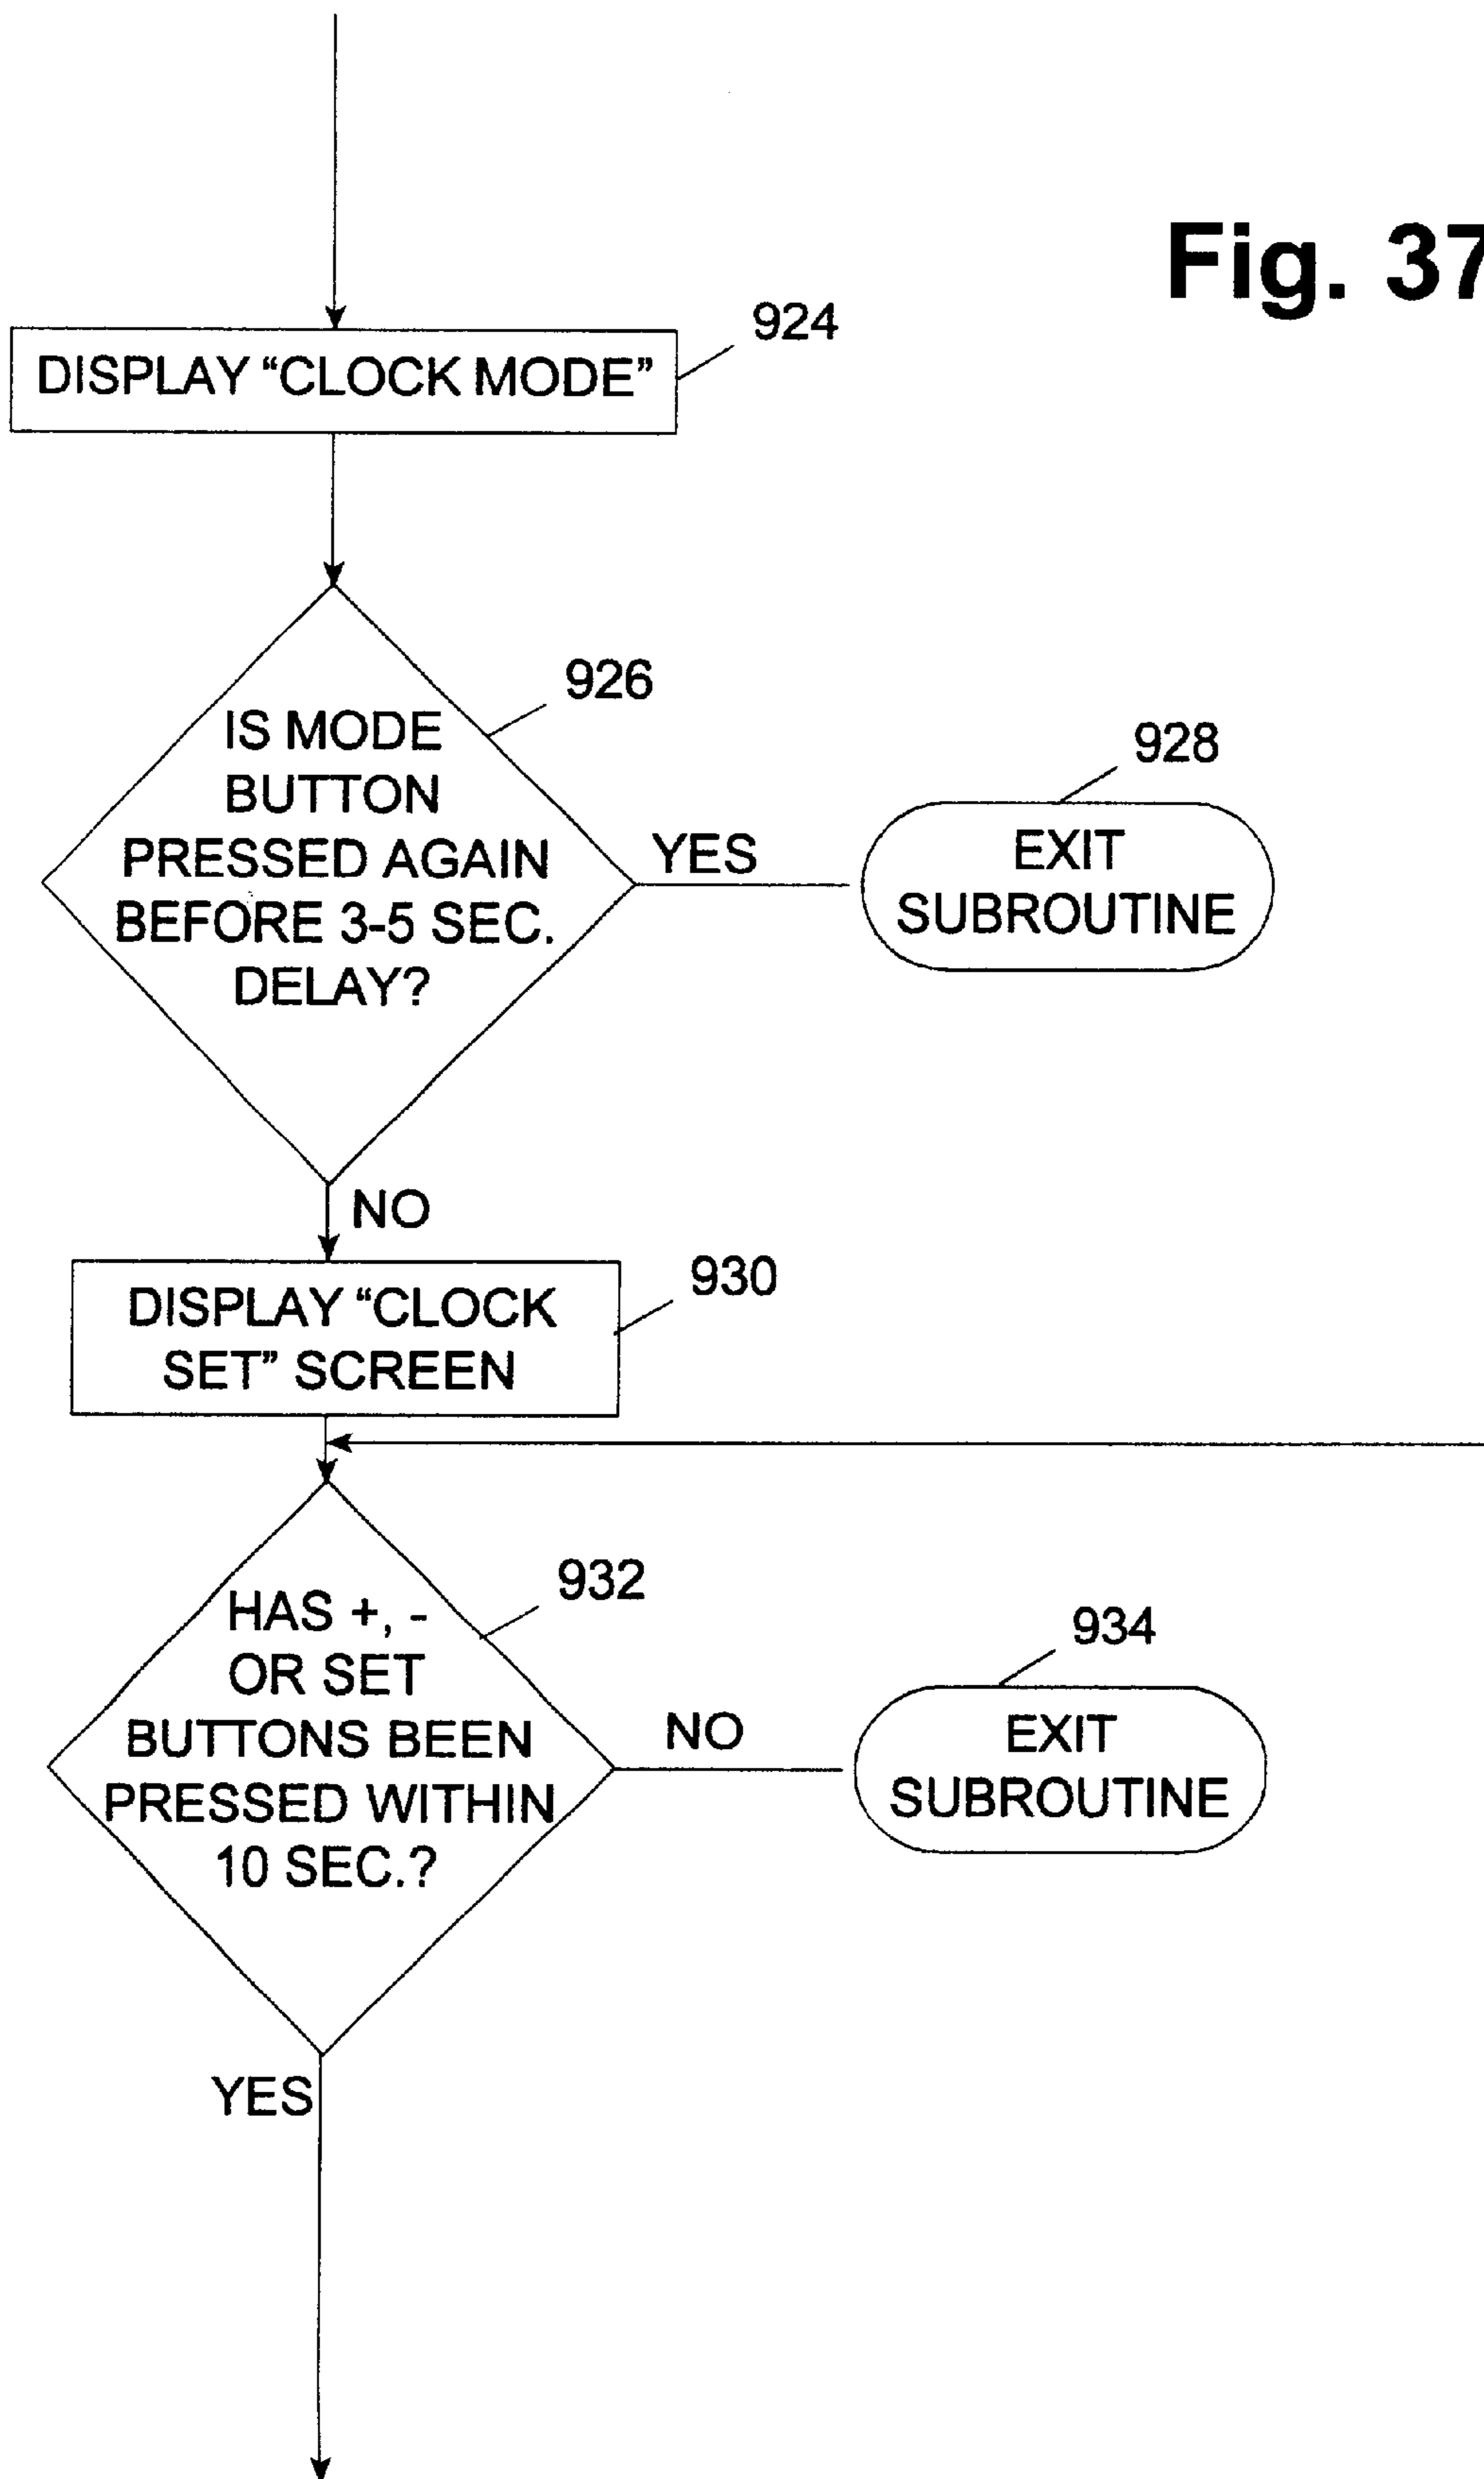 Fig. 37
924
DISPLAY “CLOCK MODE”
926
IS MODE
BUTTON
PRESSED AGAIN
BEFORE 3-5 SEC.
DELAY?
YES
928
EXIT
SUBROUTINE
NO
930
DISPLAY “CLOCK
SET” SCREEN
932
HAS +, -
OR SET
BUTTONS BEEN
PRESSED WITHIN
10 SEC.?
NO
934
EXIT
SUBROUTINE
YES